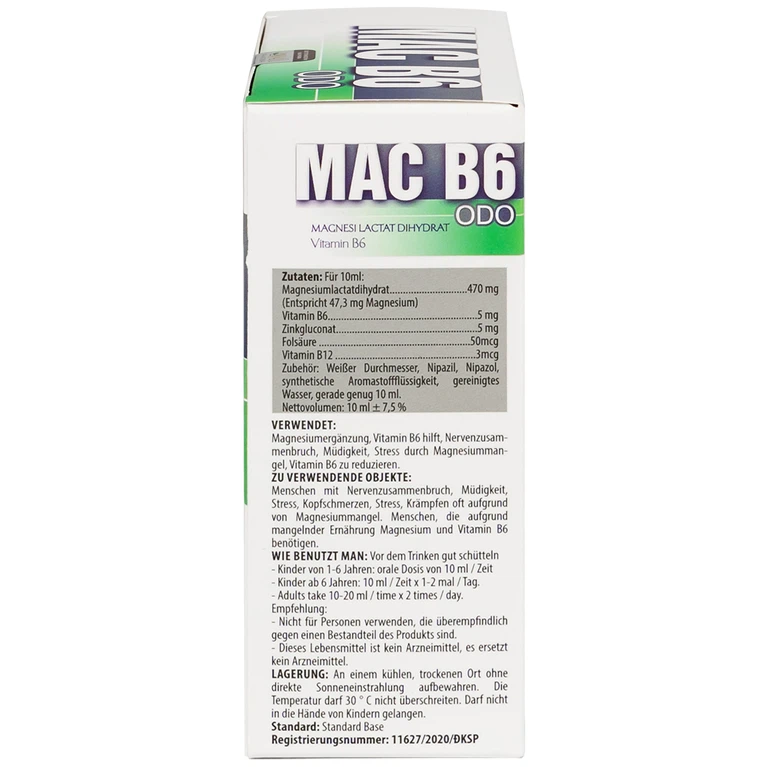 MAC B6
ODO
MAC B6
ODO
MAGNESI LACTAT DIHYDRAT
Vitamin B6
Zutaten: Für 10ml:
Magnesiumlactatdihydrat..........................470 mg
(Entspricht 47,3 mg Magnesium)
Vitamin B6..................................................5 mg
Zinkgluconat...............................................5 mg
Folsäure ..................................................50mcg
Vitamin B12 ...............................................3mcg
Zubehör: Weißer Durchmesser, Nipazil, Nipazol,
synthetische Aromastoffflüssigkeit, gereinigtes
Wasser, gerade genug 10 ml.
Nettovolumen: 10 ml ± 7,5 %
VERWENDET:
Magnesiumergänzung, Vitamin B6 hilft, Nervenzusam-
menbruch, Müdigkeit, Stress durch Magnesiumman-
gel, Vitamin B6 zu reduzieren.
ZU VERWENDENDE OBJEKTE:
Menschen mit Nervenzusammenbruch, Müdigkeit,
Stress, Kopfschmerzen, Stress, Krämpfen oft aufgrund
von Magnesiummangel. Menschen, die aufgrund
mangelnder Ernährung Magnesium und Vitamin B6
benötigen.
WIE BENUTZT MAN: Vor dem Trinken gut schütteln
- Kinder von 1-6 Jahren: orale Dosis von 10 ml / Zeit
- Kinder ab 6 Jahren: 10 ml / Zeit x 1-2 mal / Tag.
- Adults take 10-20 ml / time x 2 times / day.
Empfehlung:
- Nicht für Personen verwenden, die überempfindlich
gegen einen Bestandteil des Produkts sind.
- Dieses Lebensmittel ist kein Arzneimittel, es ersetzt
kein Arzneimittel.
LAGERUNG: An einem kühlen, trockenen Ort ohne
direkte Sonneneinstrahlung aufbewahren. Die
Temperatur darf 30 ° C nicht überschreiten. Darf nicht
in die Hände von Kindern gelangen.
Standard: Standard Base
Registrierungsnummer: 11627/2020/ĐKSP